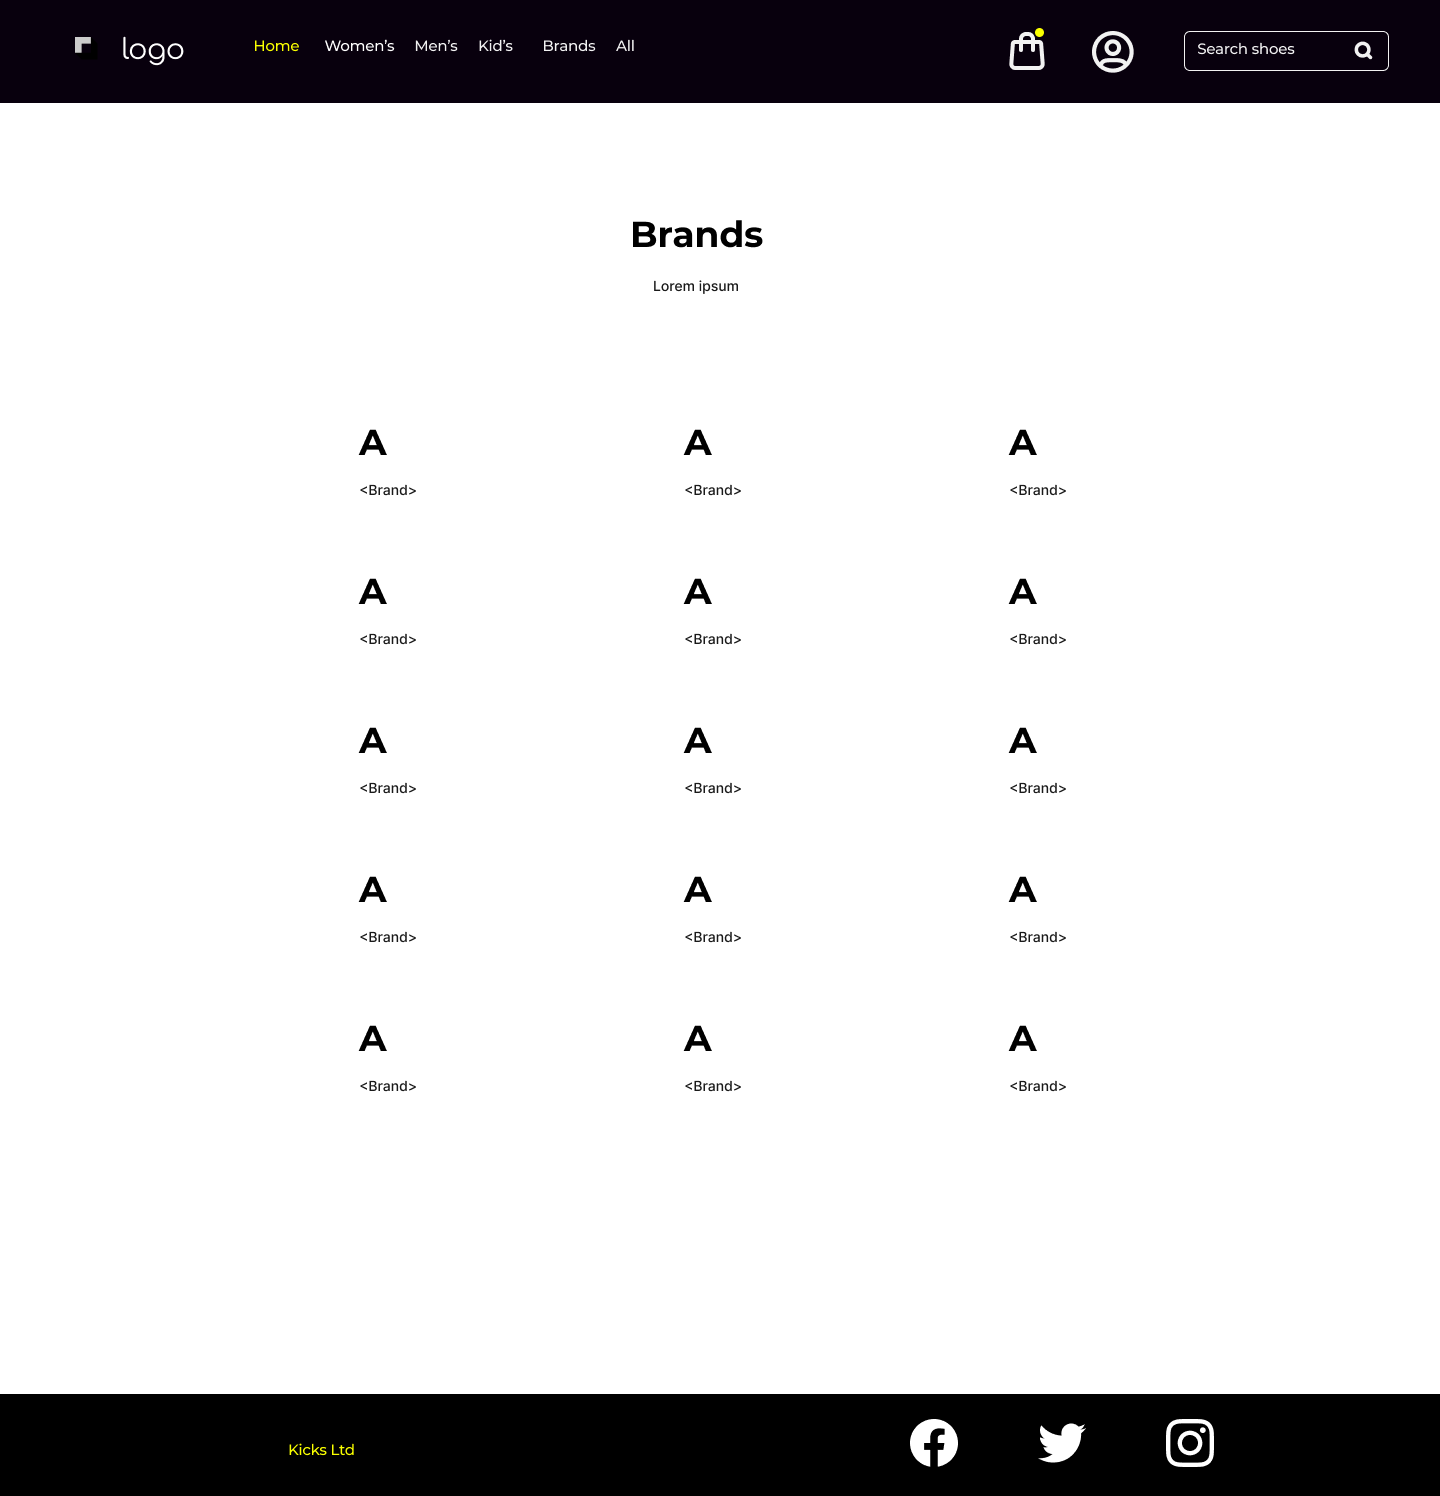 logo
Home Women’s Men’s Kid’s Brands All
Search shoes
Brands
Lorem ipsum
A A A
<Brand> <Brand> <Brand>
A A A
<Brand> <Brand> <Brand>
A A A
<Brand> <Brand> <Brand>
A A A
<Brand> <Brand> <Brand>
A A A
<Brand> <Brand> <Brand>
Kicks Ltd